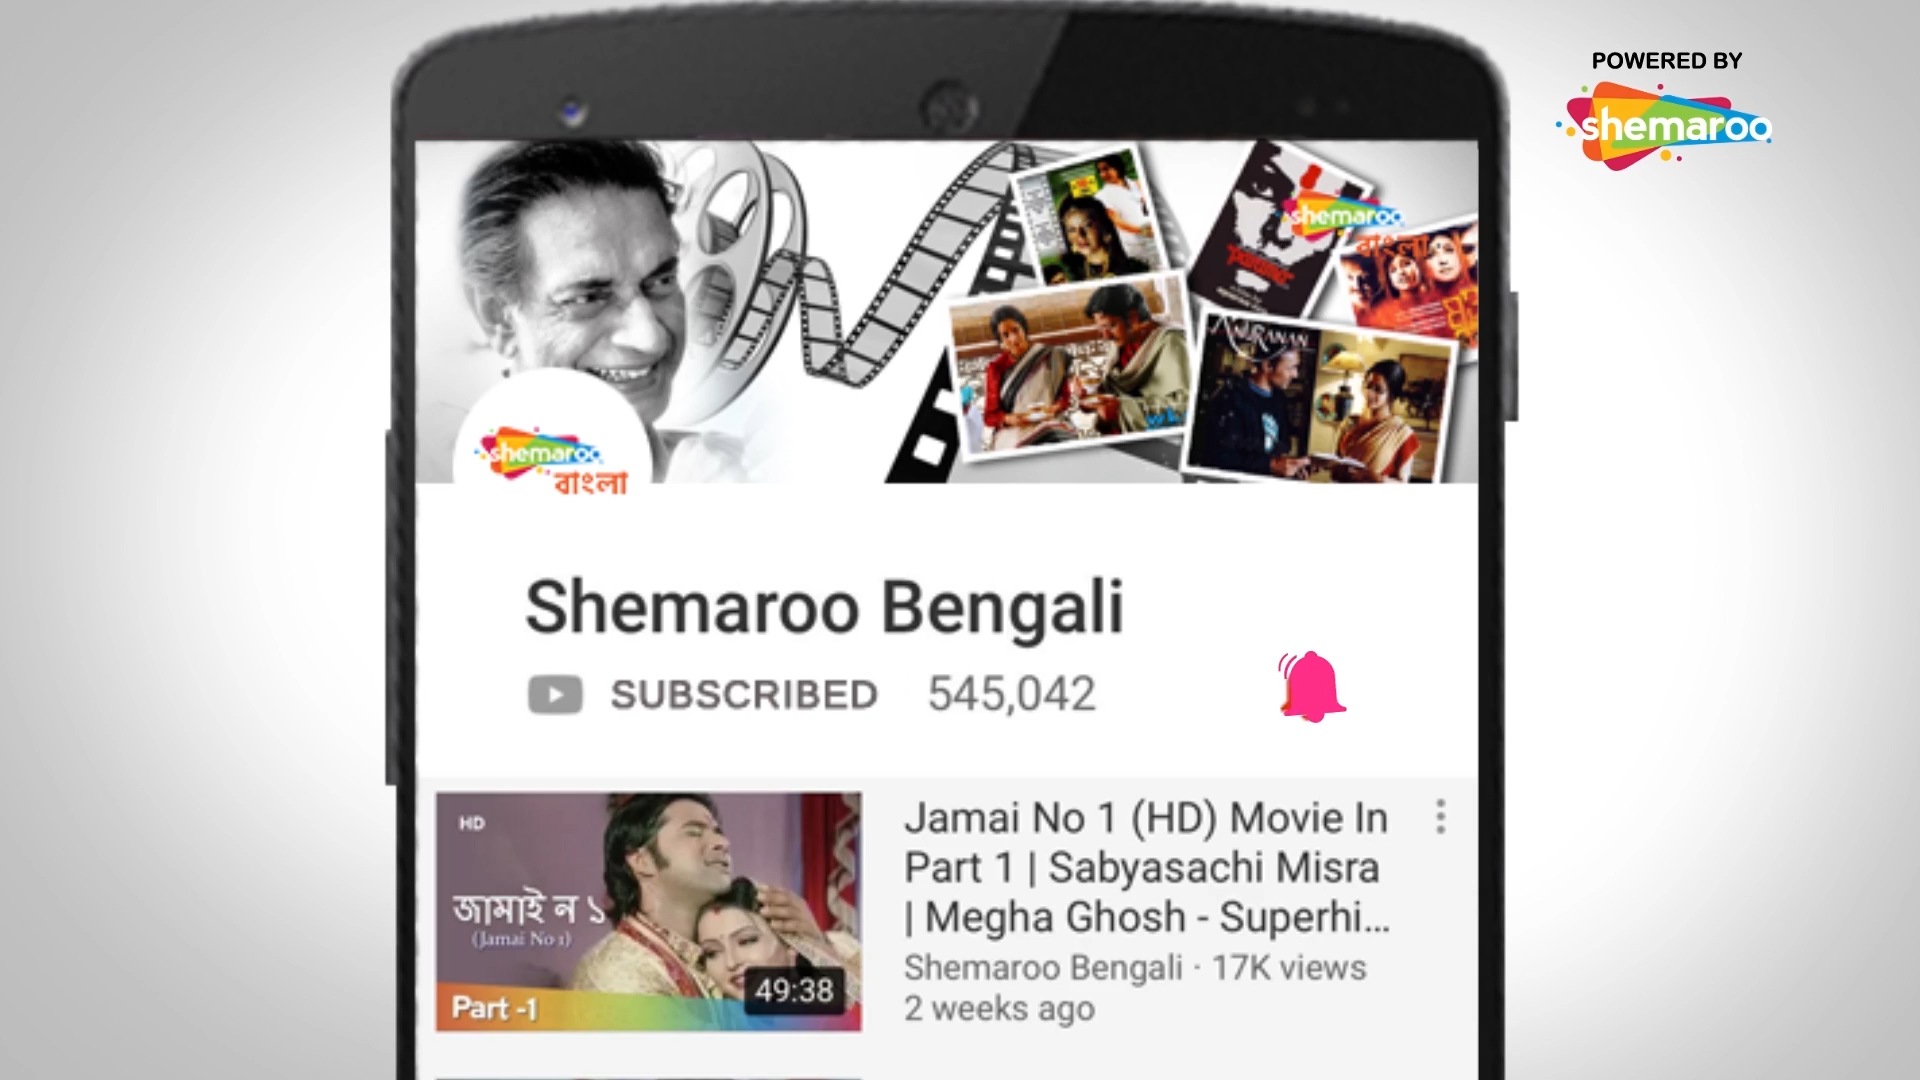 POWERED BY
shemaroo
shemaroo
বাংলা
ANURANAN
shemaroo
বাংলা
Shemaroo Bengali
SUBSCRIBED 545,042
HD
জামাই ন ১
(Jamai No 1)
Part -1
49:38
Jamai No 1 (HD) Movie In
Part 1 | Sabyasachi Misra
| Megha Ghosh - Superhi...
Shemaroo Bengali · 17K views
2 weeks ago